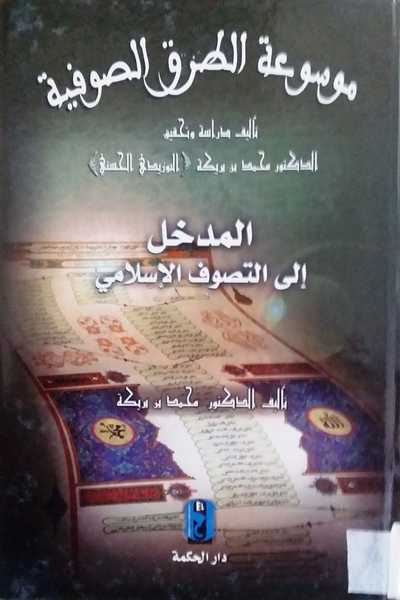 موسوعة الطرق الصوفية
تأليف ودراسة وتحقيق
الدكتور محمد بن بريكة ﴿البوزيدي الحسني﴾
المدخل
إلى التصوف الإسلامي
تأليف الدكتور محمد بن بريكة
دار الحكمة